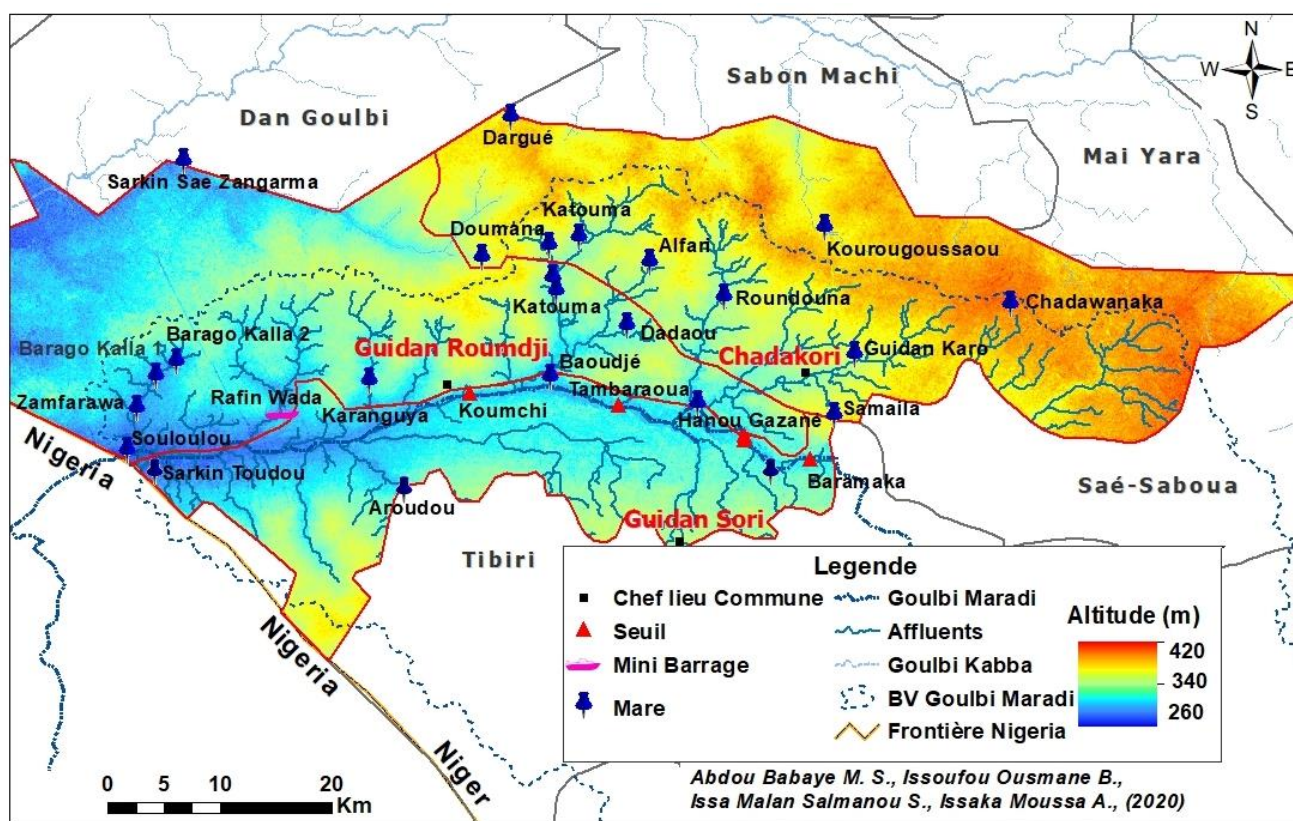 N
W E
S
Sabon Machi
Dan Goulbi
Dargué
Mai Yara
Sarkin Sae Zangarma
Katouma
Doumana
Alfari
Kourougoussaou
Katouma
Roundouna
Chadawanaka
Dadaou
Barago Kalla 2
Barago Kalla 1
Guidan Roumdji
Baoudjé
Chadakori
Guidan Karo
Rafin Wada
Karanguya
Koumchi
Tambaraoua
Zamfarawa
Hanou Gazané
Samaila
Nigeria
Souloulou
Sarkin Toudou
Aroudou
Baramaka
Saé-Saboua
Guidan Sori
Tibiri
Nigeria
Niger
Legende
Chef lieu Commune
Seuil
Mini Barrage
Mare
Goulbi Maradi
Affluents
Goulbi Kabba
BV Goulbi Maradi
Frontière Nigeria
Altitude (m)
420
340
260
0 5 10 20
Km
Abdou Babaye M. S., Issoufou Ousmane B.,
Issa Malan Salmanou S., Issaka Moussa A., (2020)